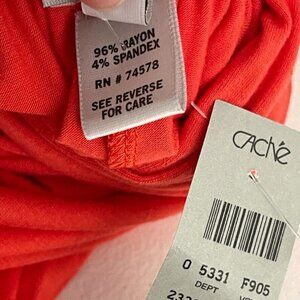 96% RAYON
4% SPANDEX
RN # 74578
SEE REVERSE
FOR CARE
CACHÉ
0 5331 F905
DEPT